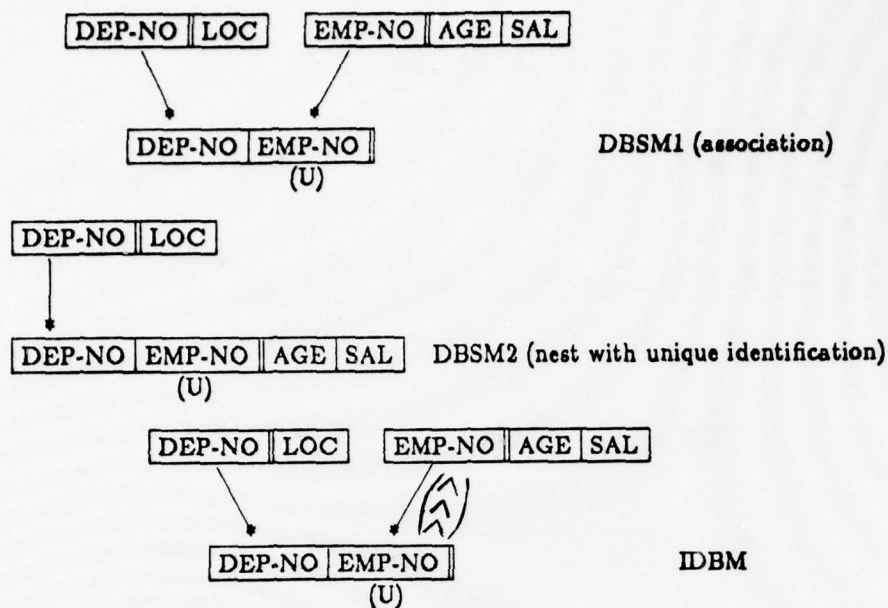 DEP-NO LOC EMP-NO AGE SAL
DEP-NO EMP-NO DBSM1 (association)
(U)
DEP-NO LOC
DEP-NO EMP-NO AGE SAL DBSM2 (nest with unique identification)
(U)
DEP-NO LOC EMP-NO AGE SAL
DEP-NO EMP-NO IDBM
(U)